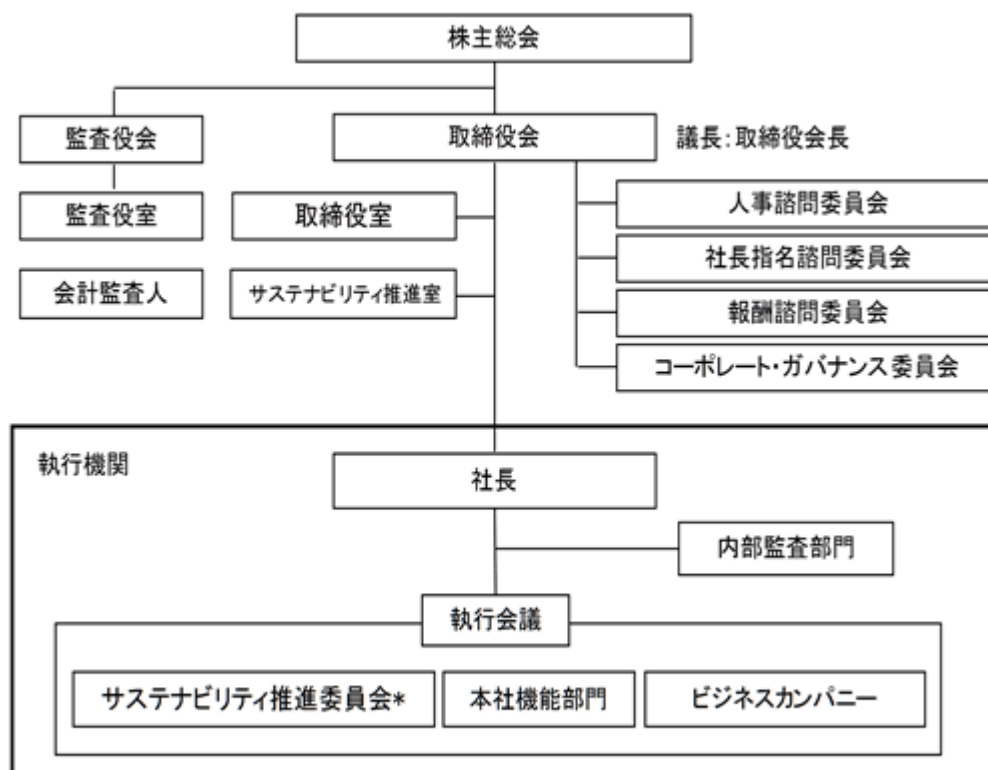 株主総会
監査役会
取締役会
議長：取締役会長
監査役室
取締役室
人事諮問委員会
社長指名諮問委員会
会計監査人
サステナビリティ推進室
報酬諮問委員会
コーポレート・ガバナンス委員会
執行機関
社長
内部監査部門
執行会議
サステナビリティ推進委員会*
本社機能部門
ビジネスカンパニー